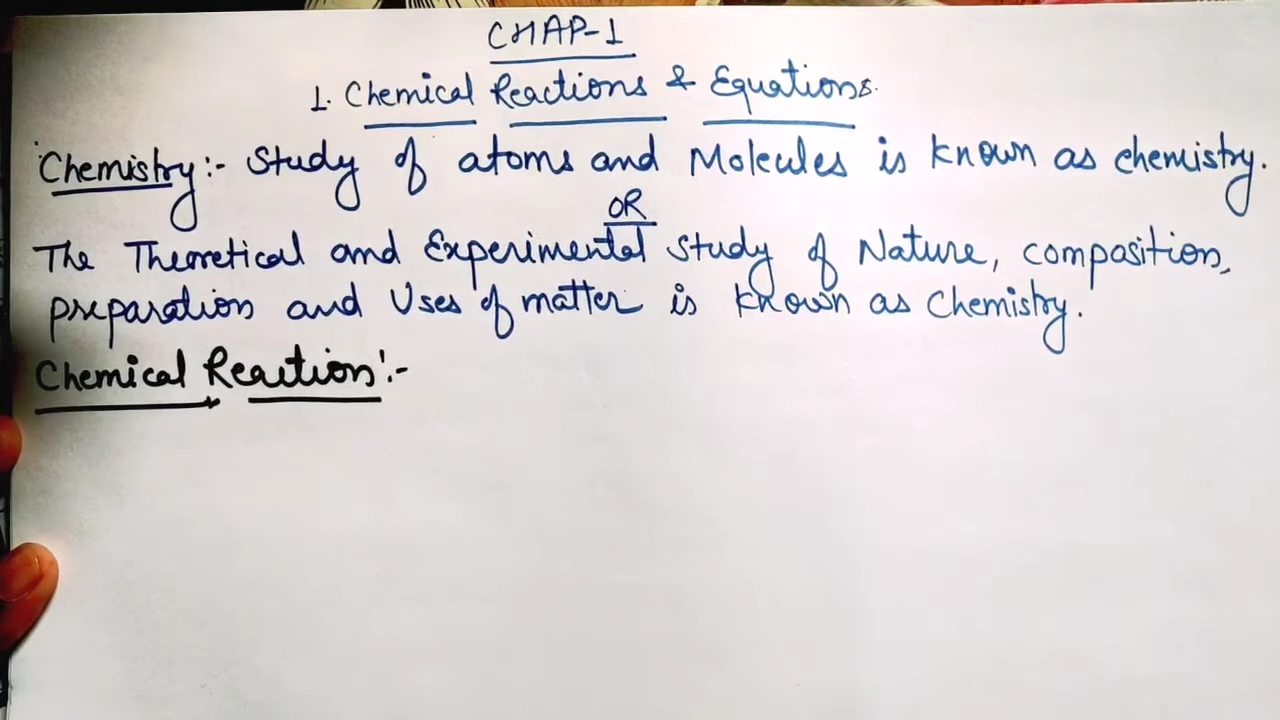 CHAP-1
1. Chemical Reactions & Equations.
Chemistry:- Study of atoms and Molecules is known as chemistry.
OR
The Theoretical and Experimental study of Nature, composition,
preparation and Uses of matter is known as Chemistry.
Chemical Reaction:-